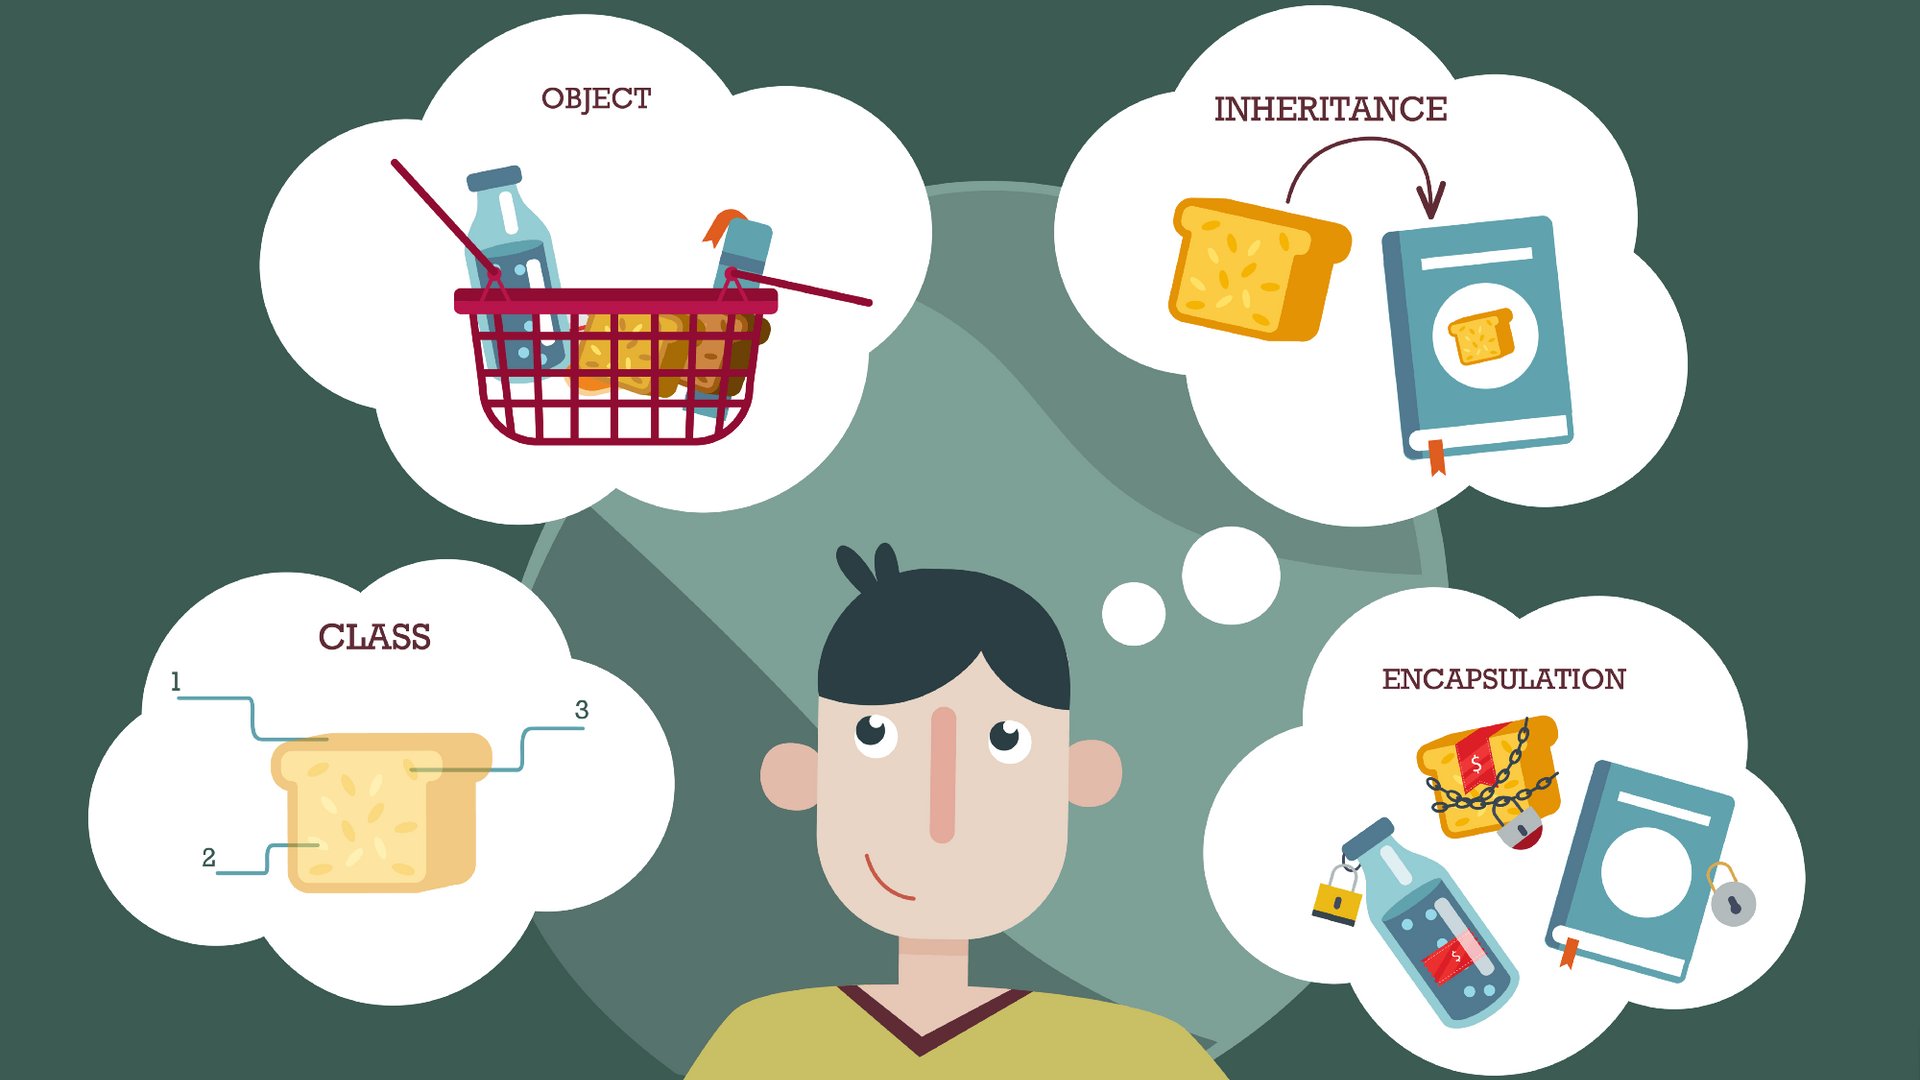 OBJECT
INHERITANCE
CLASS
1
3
2
ENCAPSULATION
$
$